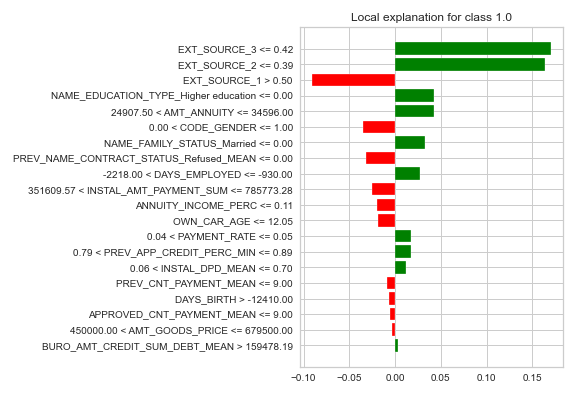 Local explanation for class 1.0
EXT_SOURCE_3 <= 0.42
EXT_SOURCE_2 <= 0.39
EXT_SOURCE_1 > 0.50
NAME_EDUCATION_TYPE_Higher education <= 0.00
24907.50 < AMT_ANNUITY <= 34596.00
0.00 < CODE_GENDER <= 1.00
NAME_FAMILY_STATUS_Married <= 0.00
PREV_NAME_CONTRACT_STATUS_Refused_MEAN <= 0.00
-2218.00 < DAYS_EMPLOYED <= -930.00
351609.57 < INSTAL_AMT_PAYMENT_SUM <= 785773.28
ANNUITY_INCOME_PERC <= 0.11
OWN_CAR_AGE <= 12.05
0.04 < PAYMENT_RATE <= 0.05
0.79 < PREV_APP_CREDIT_PERC_MIN <= 0.89
0.06 < INSTAL_DPD_MEAN <= 0.70
PREV_CNT_PAYMENT_MEAN <= 9.00
DAYS_BIRTH > -12410.00
APPROVED_CNT_PAYMENT_MEAN <= 9.00
450000.00 < AMT_GOODS_PRICE <= 679500.00
BURO_AMT_CREDIT_SUM_DEBT_MEAN > 159478.19
−0.10 −0.05 0.00 0.05 0.10 0.15